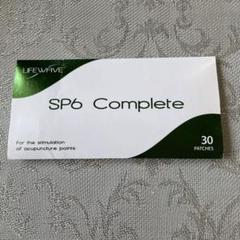 LIFEWAVE
SP6 Complete
For the stimulation
of acupuncture points
30
PATCHES